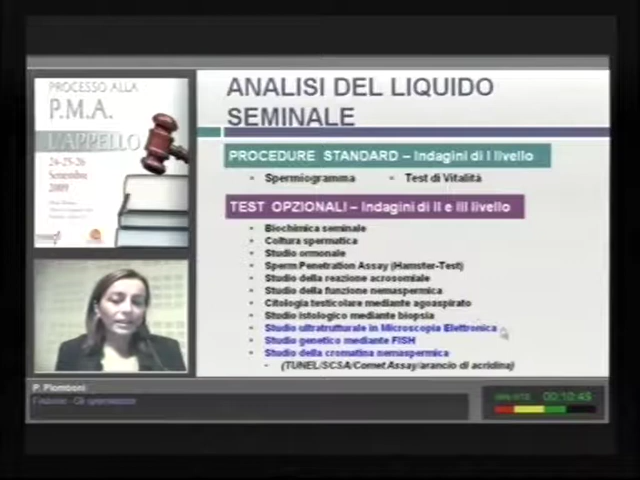 PROCESSO ALLA
P.M.A.
L'APPELLO
24-25-26
Settembre
2009
ANALISI DEL LIQUIDO
SEMINALE
PROCEDURE STANDARD – Indagini di I livello
• Spermiogramma • Test di Vitalità
TEST OPZIONALI – Indagini di II e III livello
• Biochimica seminale
• Coltura spermatica
• Studio ormonale
• Sperm Penetration Assay (Hamster-Test)
• Studio della reazione acrosomiale
• Studio della funzione nemaspermica
• Citologia testicolare mediante agoaspirato
• Studio istologico mediante biopsia
• Studio ultratrutturale in Microscopia Elettronica
• Studio genetico mediante FISH
• Studio della cromatina nemaspermica
- (TUNEL/SCSA/Comet Assay/arancio di acridina)
P. Piomboni
00:10:45